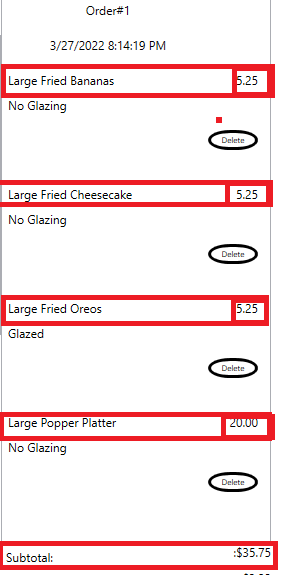 Order#1
3/27/2022 8:14:19 PM
Large Fried Bananas 5.25
No Glazing
Delete
Large Fried Cheesecake 5.25
No Glazing
Delete
Large Fried Oreos 5.25
Glazed
Delete
Large Popper Platter 20.00
No Glazing
Delete
Subtotal: :$35.75